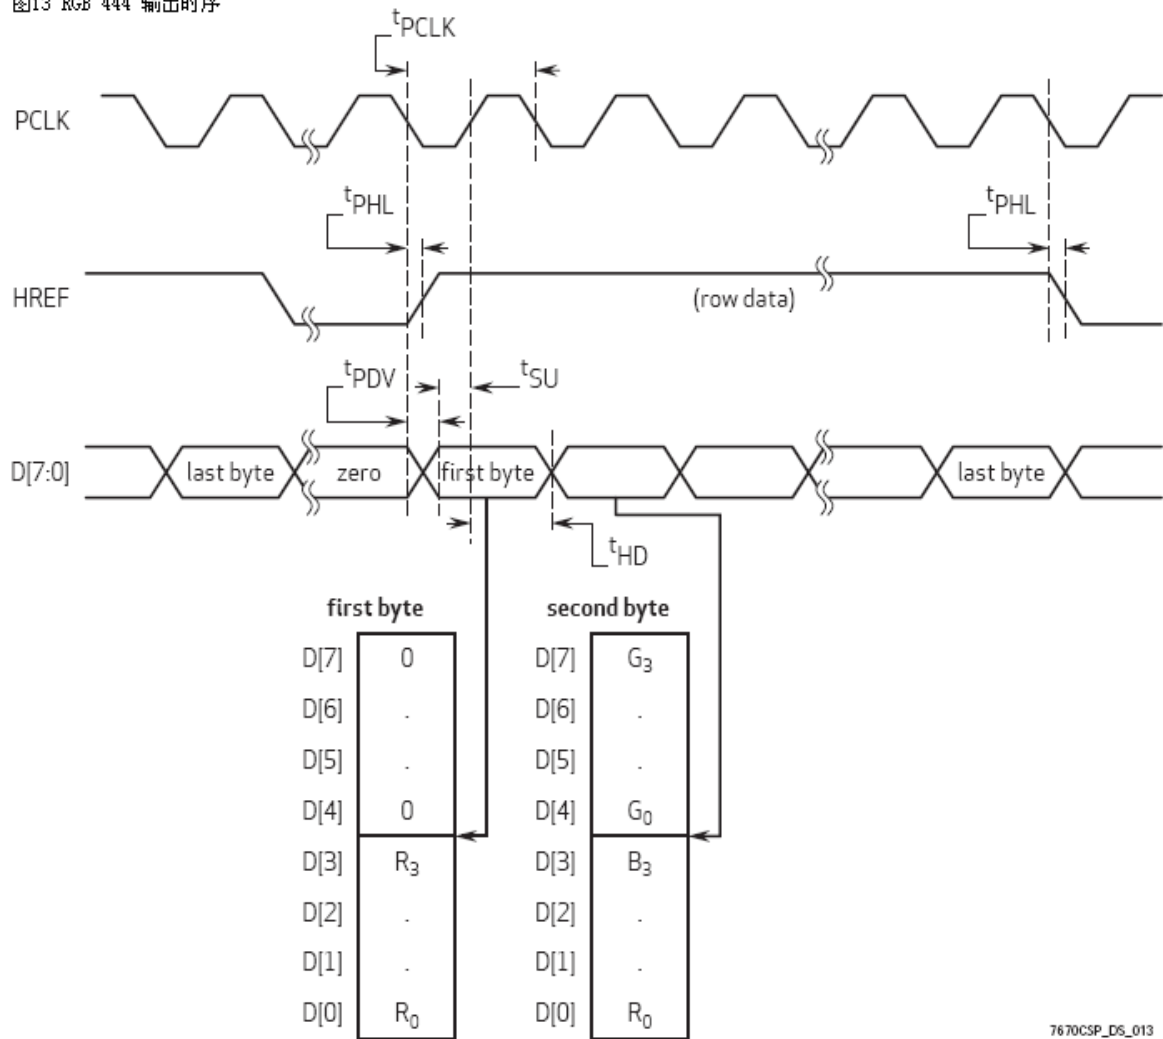 图13 RGB 444 输出时序
tPCLK
PCLK
tPHL
tPHL
HREF
(row data)
tPDV
tSU
D[7:0]
last byte
zero
first byte
last byte
tHD
first byte
second byte
D[7] 0
D[7] G3
D[6] .
D[6] .
D[5] .
D[5] .
D[4] 0
D[4] G0
D[3] R3
D[3] B3
D[2] .
D[2] .
D[1] .
D[1] .
D[0] R0
D[0] R0
7670CSP_DS_013